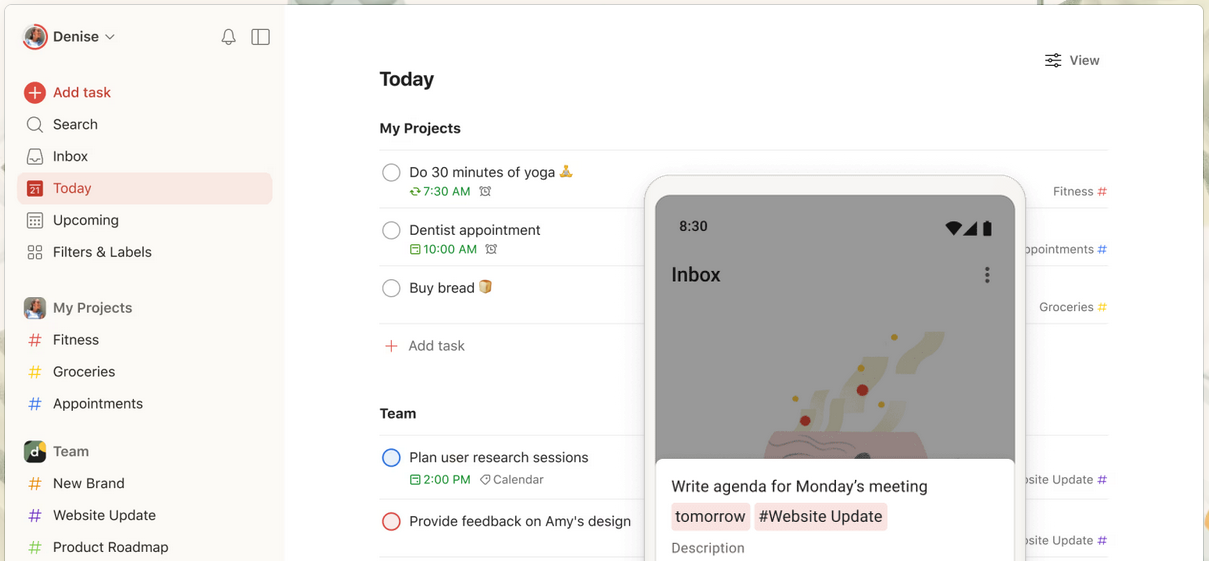 Denise
Add task
Search
Inbox
21 Today
Upcoming
Filters & Labels
My Projects
# Fitness
# Groceries
# Appointments
d Team
# New Brand
# Website Update
# Product Roadmap
View
Today
My Projects
Do 30 minutes of yoga
7:30 AM
Fitness #
Dentist appointment
10:00 AM
ppointments #
Buy bread
Groceries #
+ Add task
Team
Plan user research sessions
2:00 PM Calendar
site Update #
Provide feedback on Amy's design
site Update #
8:30
Inbox
Write agenda for Monday’s meeting
tomorrow #Website Update
Description